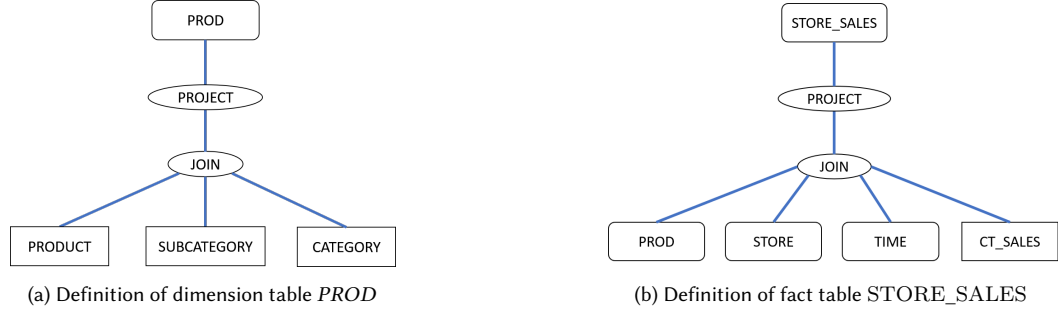 PROD
PROJECT
JOIN
PRODUCT SUBCATEGORY CATEGORY
(a) Definition of dimension table PROD
STORE_SALES
PROJECT
JOIN
PROD STORE TIME CT_SALES
(b) Definition of fact table STORE_SALES